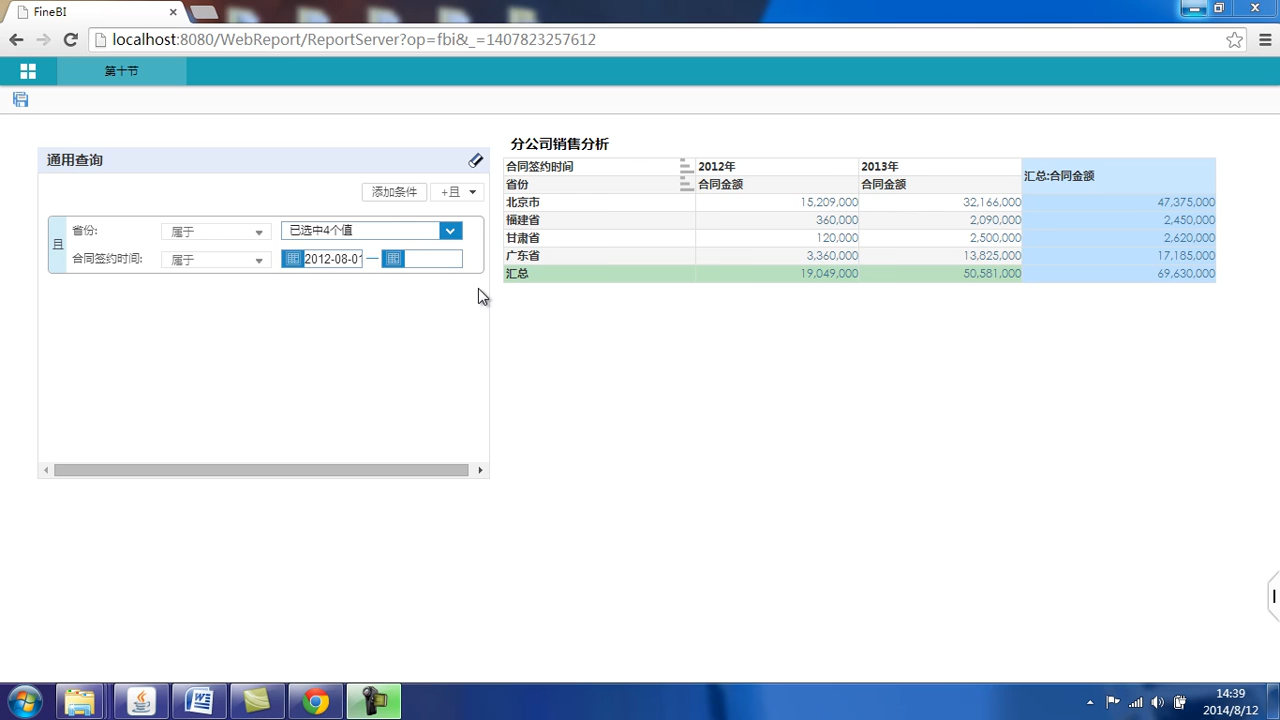 FineBI
localhost:8080/WebReport/ReportServer?op=fbi&_=1407823257612
第十节
通用查询
添加条件 +且
且
省份: 属于 已选中4个值
合同签约时间: 属于 2012-08-01 —
分公司销售分析
合同签约时间 2012年 2013年 汇总:合同金额
省份 合同金额 合同金额
北京市 15,209,000 32,166,000 47,375,000
福建省 360,000 2,090,000 2,450,000
甘肃省 120,000 2,500,000 2,620,000
广东省 3,360,000 13,825,000 17,185,000
汇总 19,049,000 50,581,000 69,630,000
14:39
2014/8/12